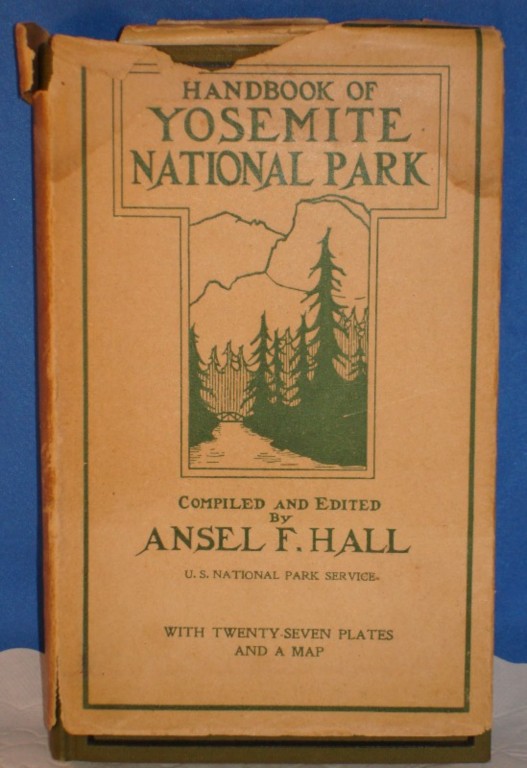 HANDBOOK OF
YOSEMITE
NATIONAL PARK
COMPILED AND EDITED
BY
ANSEL F. HALL
U.S. NATIONAL PARK SERVICE.
WITH TWENTY-SEVEN PLATES
AND A MAP